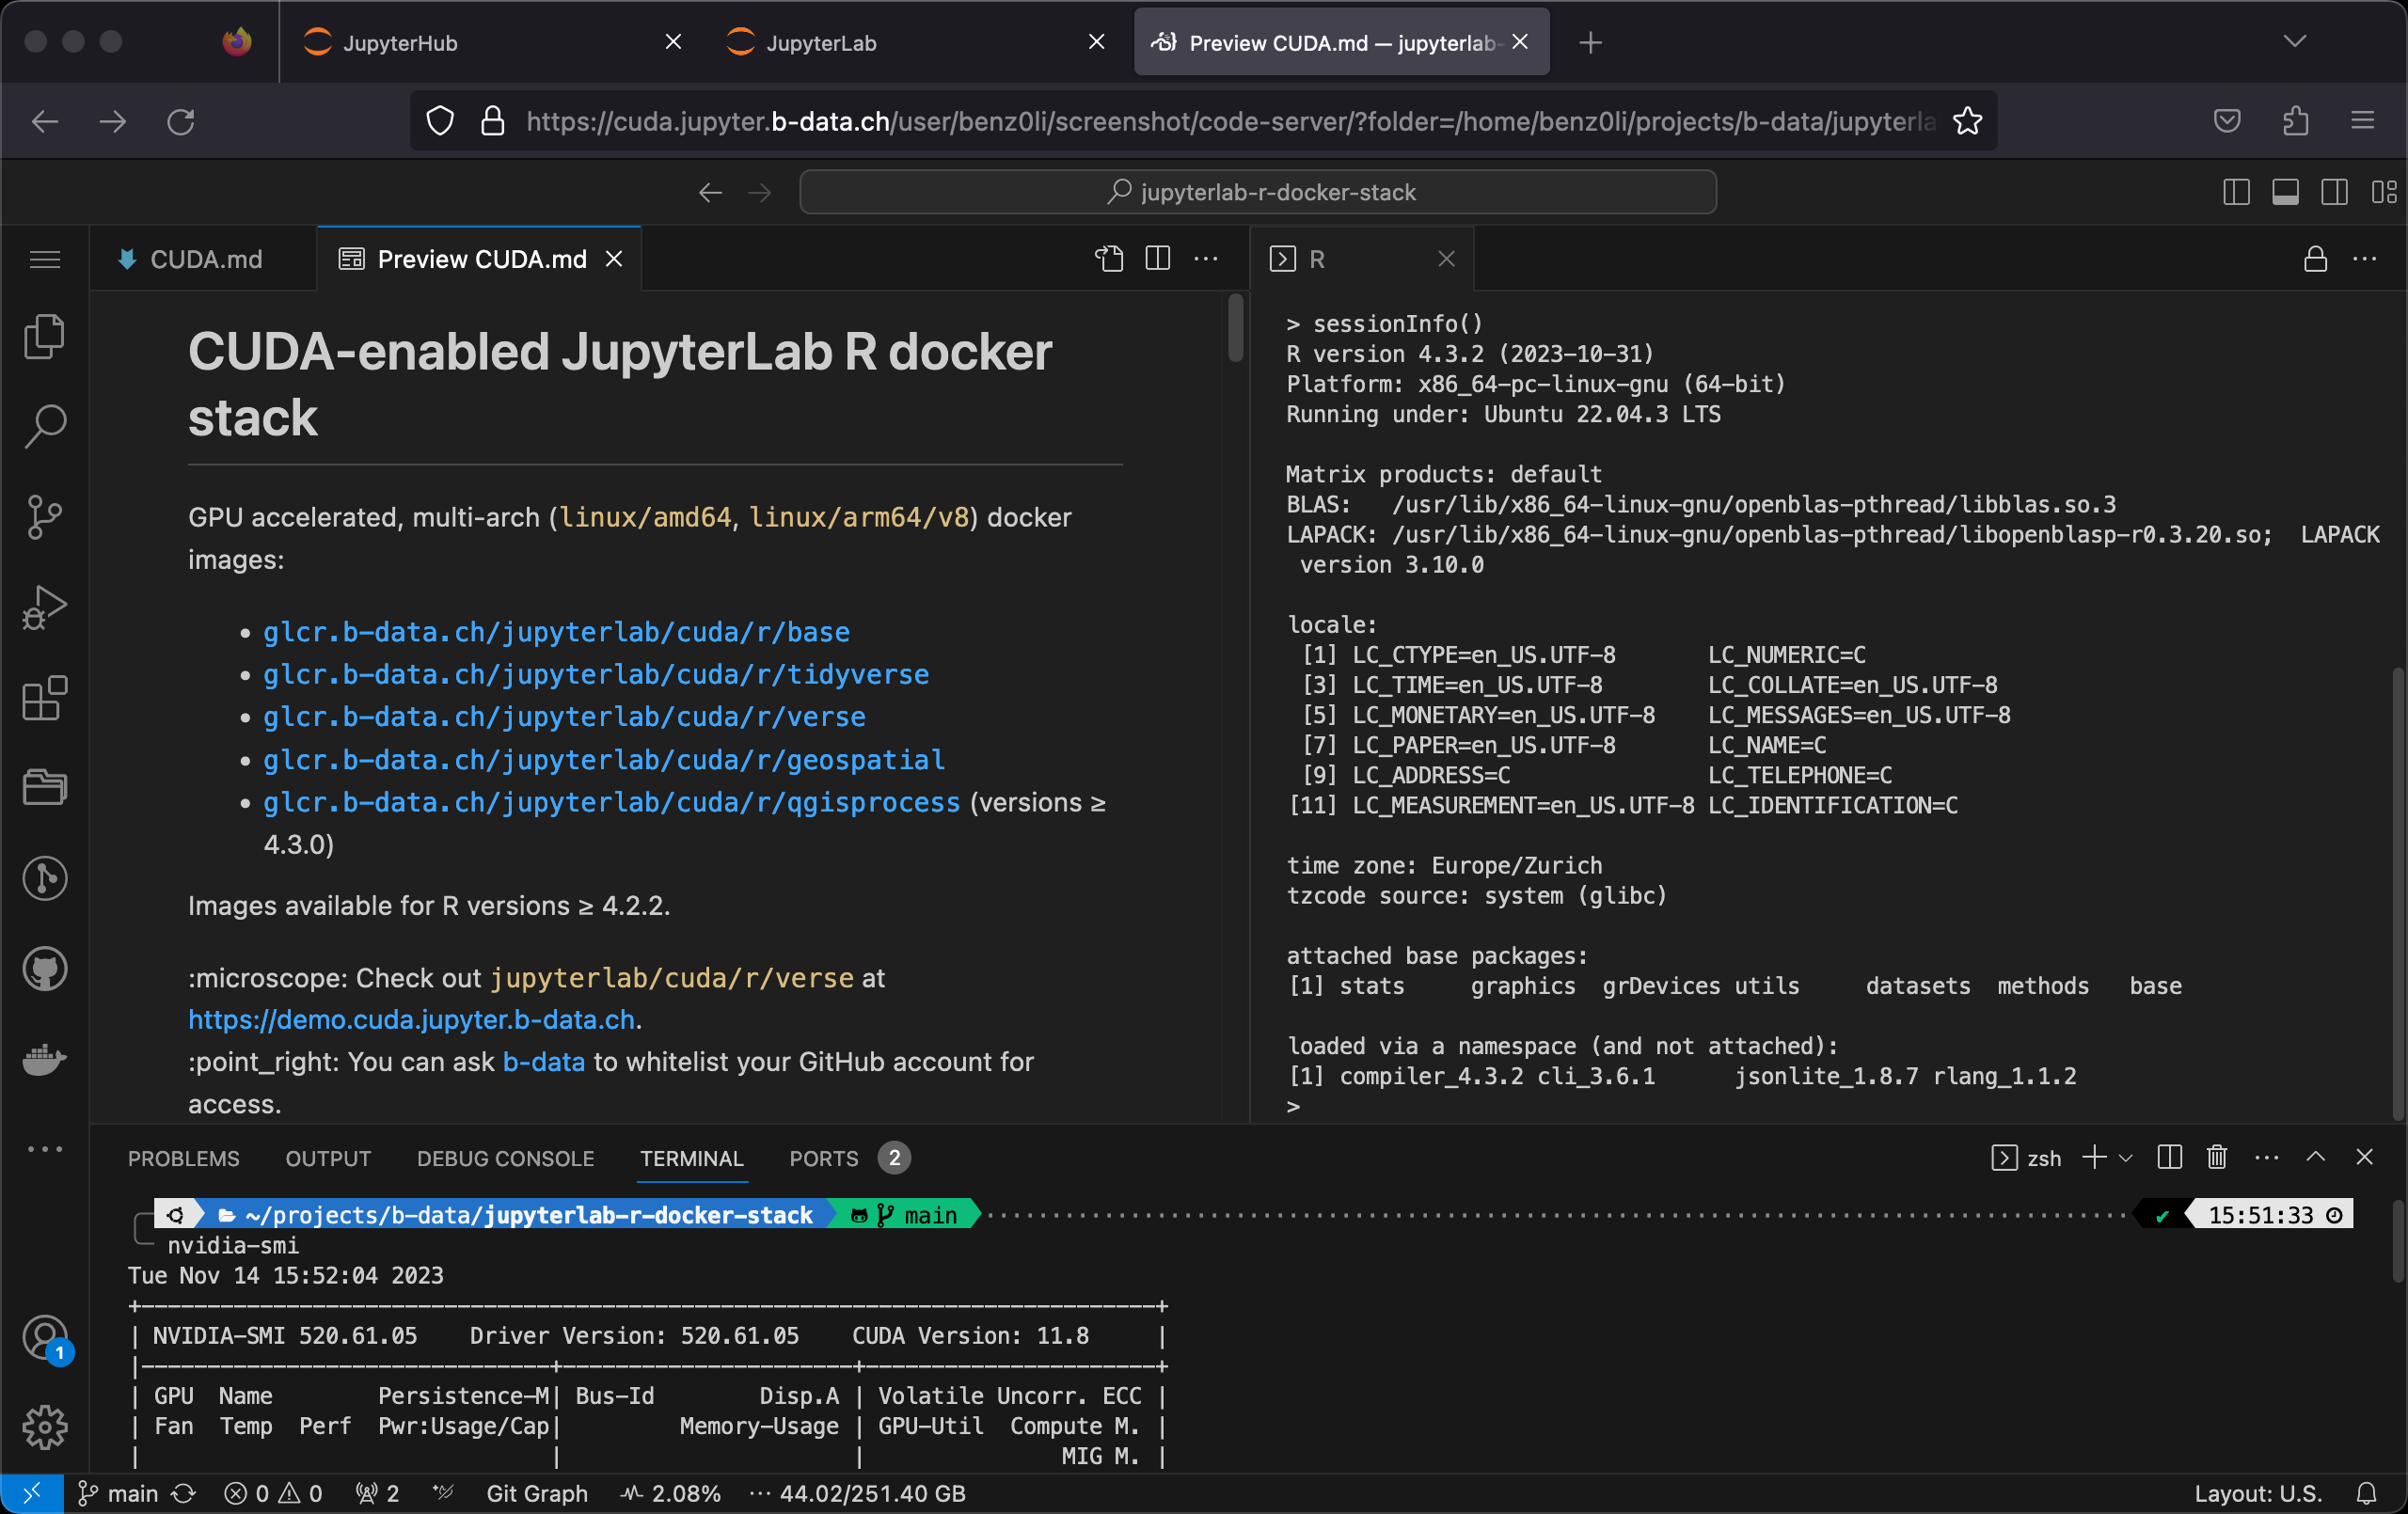 JupyterHub
JupyterLab
Preview CUDA.md — jupyterlab-
https://cuda.jupyter.b-data.ch/user/benz0li/screenshot/code-server/?folder=/home/benz0li/projects/b-data/jupyterla
jupyterlab-r-docker-stack
CUDA.md
Preview CUDA.md
R
CUDA-enabled JupyterLab R docker
stack
GPU accelerated, multi-arch (linux/amd64, linux/arm64/v8) docker
images:
• glcr.b-data.ch/jupyterlab/cuda/r/base
• glcr.b-data.ch/jupyterlab/cuda/r/tidyverse
• glcr.b-data.ch/jupyterlab/cuda/r/verse
• glcr.b-data.ch/jupyterlab/cuda/r/geospatial
• glcr.b-data.ch/jupyterlab/cuda/r/qgisprocess (versions ≥
4.3.0)
Images available for R versions ≥ 4.2.2.
:microscope: Check out jupyterlab/cuda/r/verse at
https://demo.cuda.jupyter.b-data.ch.
:point_right: You can ask b-data to whitelist your GitHub account for
access.
> sessionInfo()
R version 4.3.2 (2023-10-31)
Platform: x86_64-pc-linux-gnu (64-bit)
Running under: Ubuntu 22.04.3 LTS
Matrix products: default
BLAS:   /usr/lib/x86_64-linux-gnu/openblas-pthread/libblas.so.3
LAPACK: /usr/lib/x86_64-linux-gnu/openblas-pthread/libopenblasp-r0.3.20.so;  LAPACK
version 3.10.0
locale:
[1] LC_CTYPE=en_US.UTF-8       LC_NUMERIC=C
[3] LC_TIME=en_US.UTF-8        LC_COLLATE=en_US.UTF-8
[5] LC_MONETARY=en_US.UTF-8    LC_MESSAGES=en_US.UTF-8
[7] LC_PAPER=en_US.UTF-8       LC_NAME=C
[9] LC_ADDRESS=C               LC_TELEPHONE=C
[11] LC_MEASUREMENT=en_US.UTF-8 LC_IDENTIFICATION=C
time zone: Europe/Zurich
tzcode source: system (glibc)
attached base packages:
[1] stats     graphics  grDevices utils     datasets  methods   base
loaded via a namespace (and not attached):
[1] compiler_4.3.2 cli_3.6.1      jsonlite_1.8.7 rlang_1.1.2
>
PROBLEMS OUTPUT DEBUG CONSOLE TERMINAL PORTS 2
zsh
~/projects/b-data/jupyterlab-r-docker-stack main ✔ 15:51:33
nvidia-smi
Tue Nov 14 15:52:04 2023
+-----------------------------------------------------------------------------+
| NVIDIA-SMI 520.61.05    Driver Version: 520.61.05    CUDA Version: 11.8     |
|-------------------------------+----------------------+----------------------+
| GPU  Name        Persistence-M| Bus-Id        Disp.A | Volatile Uncorr. ECC |
| Fan  Temp  Perf  Pwr:Usage/Cap|         Memory-Usage | GPU-Util  Compute M. |
|                               |                      |               MIG M. |
1
main 0 0 2 Git Graph 2.08% ··· 44.02/251.40 GB Layout: U.S.